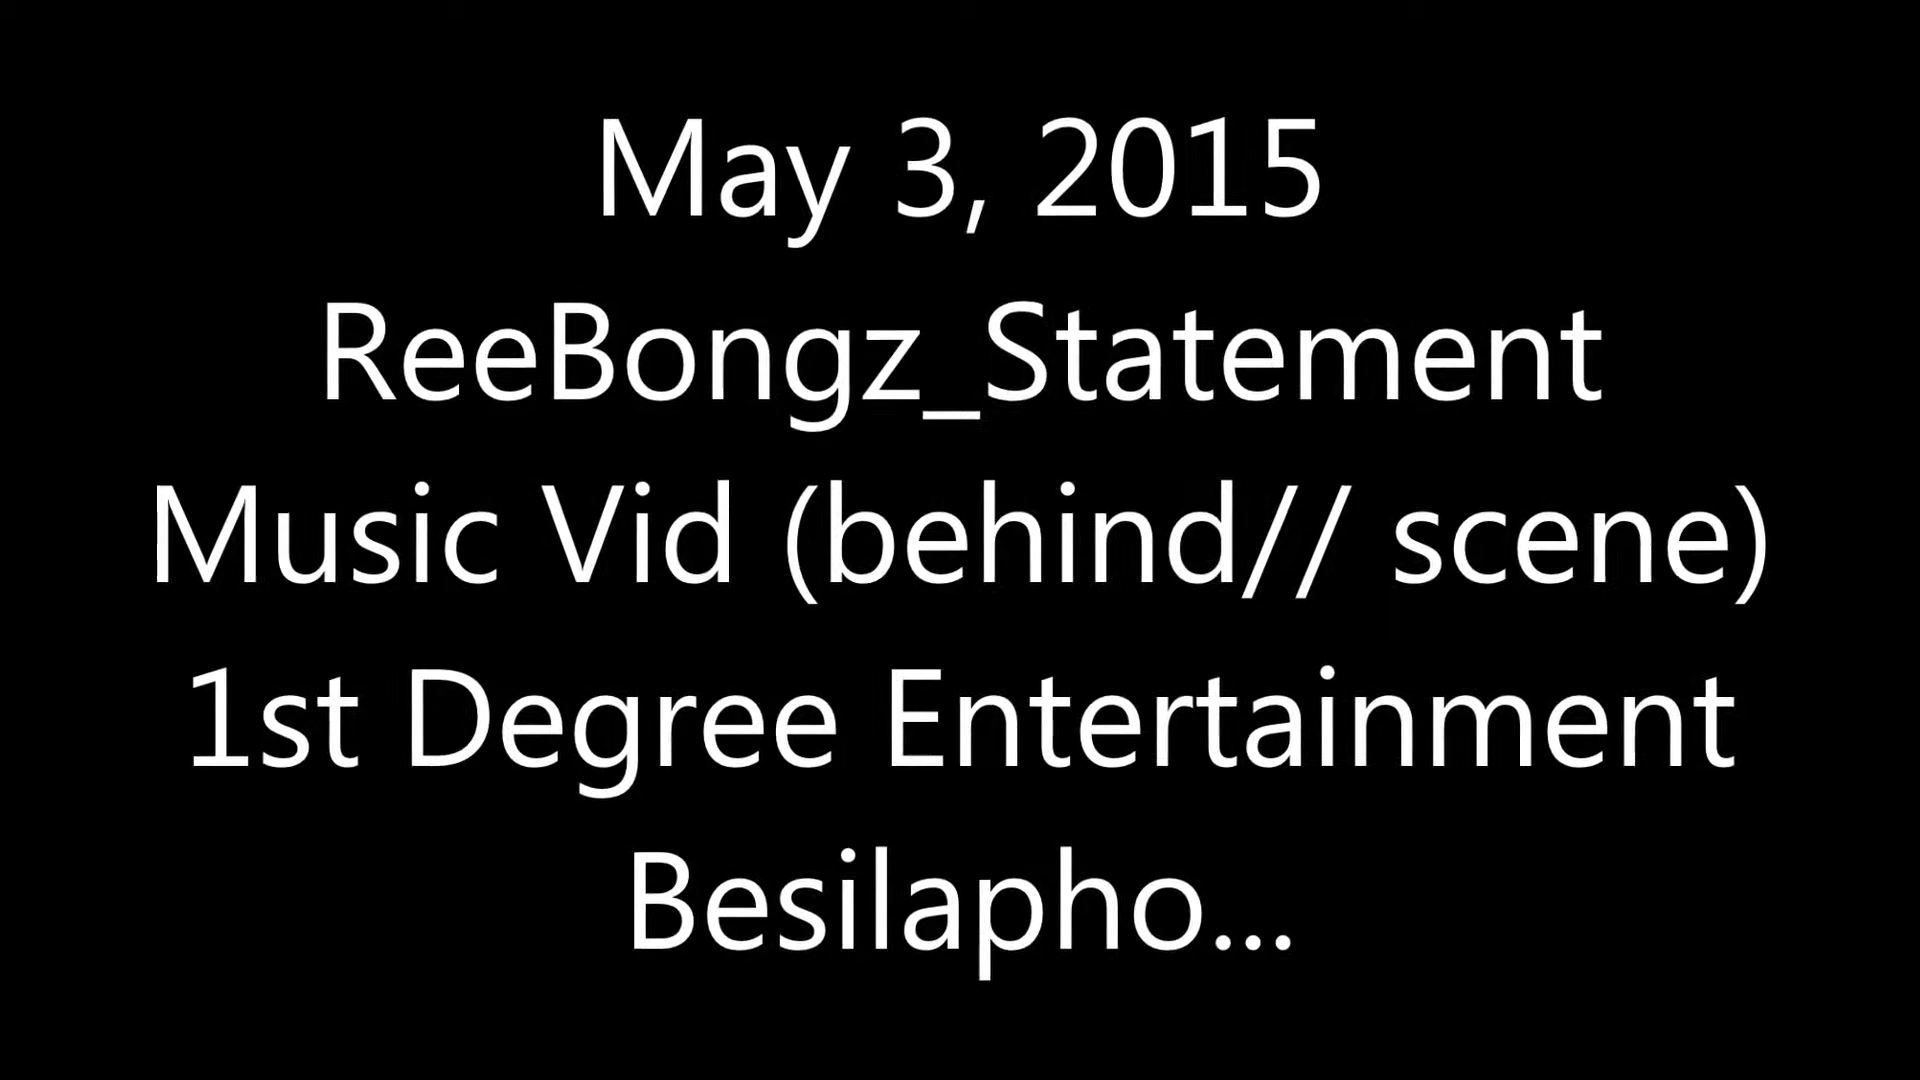 May 3, 2015
ReeBongz_Statement
Music Vid (behind// scene)
1st Degree Entertainment
Besilapho...